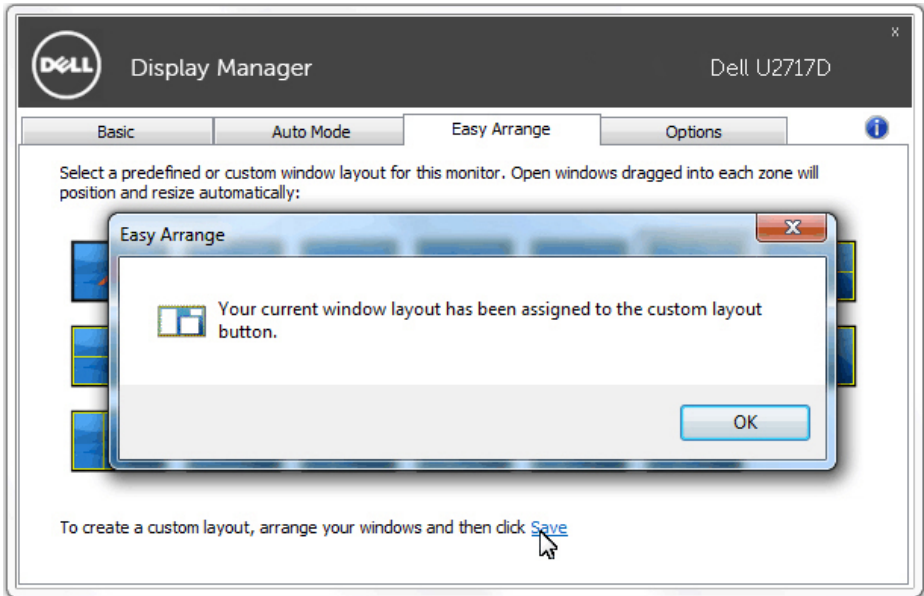 x
DELL
Display Manager
Dell U2717D
Basic
Auto Mode
Easy Arrange
Options
Select a predefined or custom window layout for this monitor. Open windows dragged into each zone will
position and resize automatically:
Easy Arrange
Your current window layout has been assigned to the custom layout
button.
OK
To create a custom layout, arrange your windows and then click Save